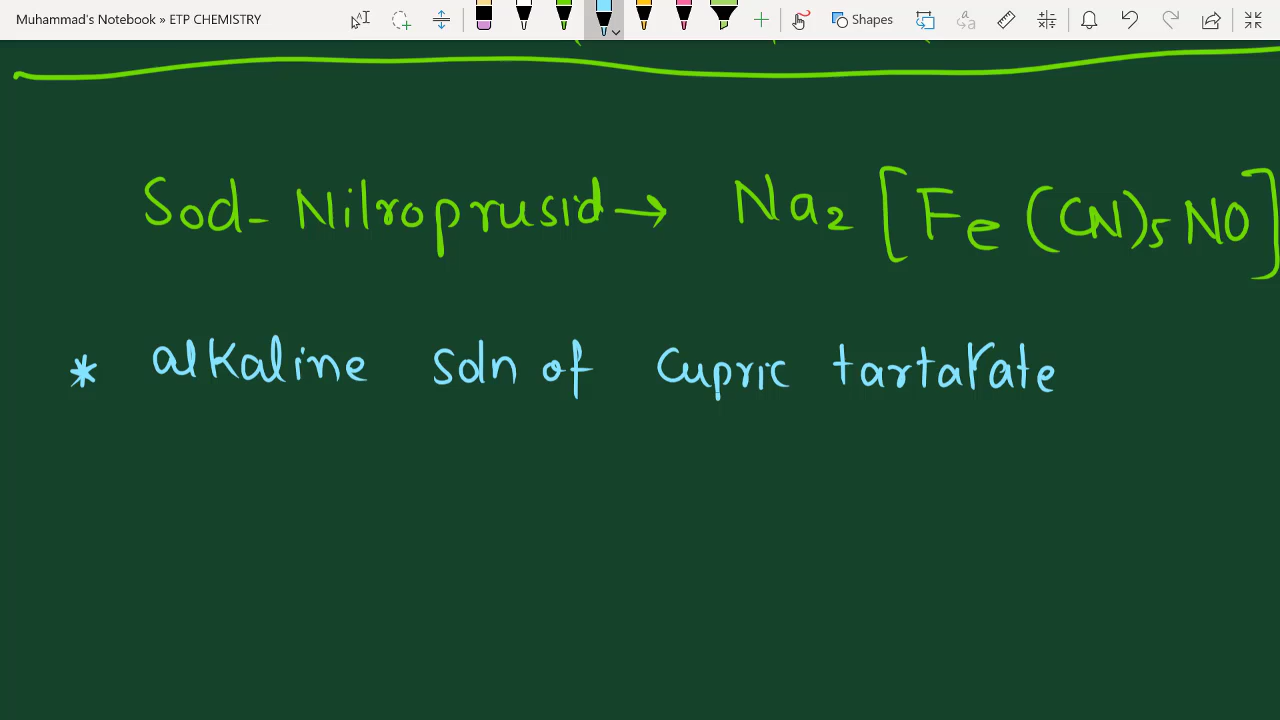 Muhammad's Notebook » ETP CHEMISTRY
Shapes
Sod- Nitroprusid → Na2 [Fe (CN)5 NO]
* alkaline soln of Cupric tartarate